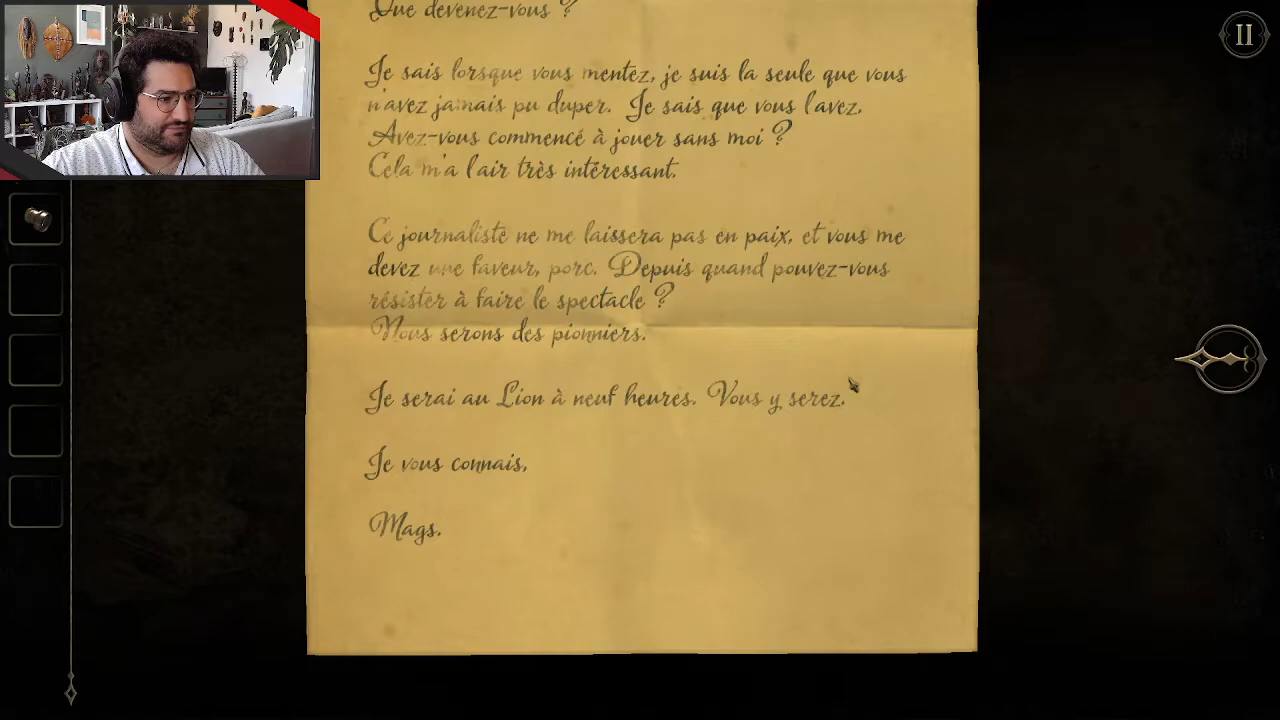 Que devenez-vous ?
Je sais lorsque vous mentez, je suis la seule que vous
n'avez jamais pu duper. Je sais que vous l'avez.
Avez-vous commencé à jouer sans moi ?
Cela m'a l'air très intéressant.
Ce journaliste ne me laissera pas en paix, et vous me
devez une faveur, porc. Depuis quand pouvez-vous
résister à faire le spectacle ?
Nous serons des pionniers.
Je serai au Lion à neuf heures. Vous y serez.
Je vous connais,
Mags.